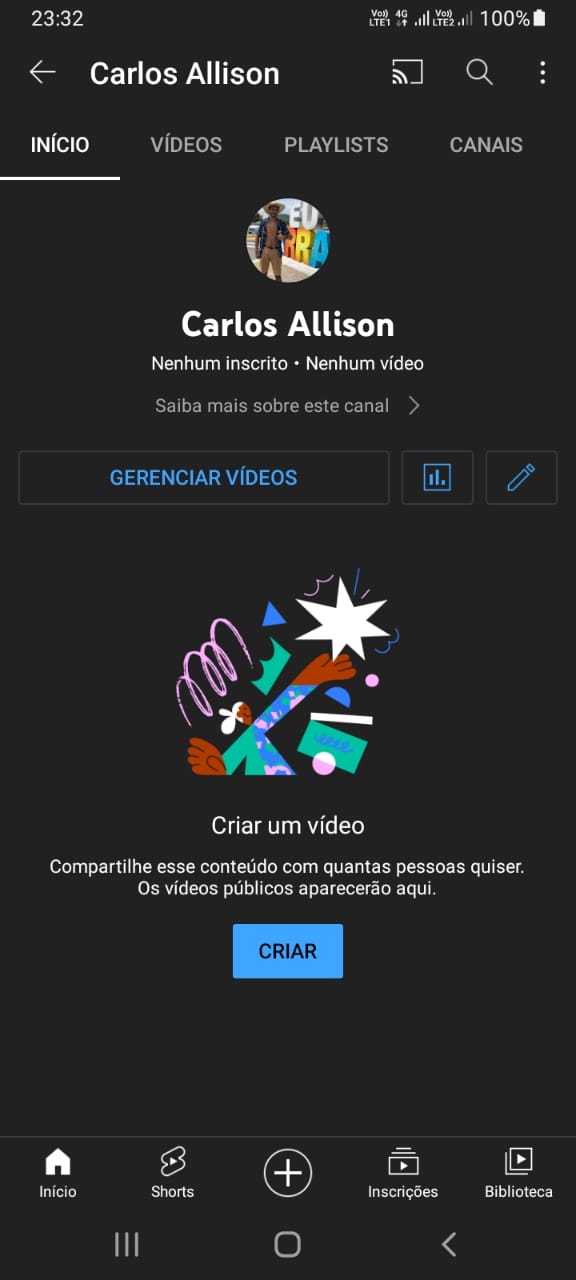 23:32
Vo)) LTE1 4G Vo)) LTE2 100%
Carlos Allison
INÍCIO VÍDEOS PLAYLISTS CANAIS
EU
RRA
Carlos Allison
Nenhum inscrito • Nenhum vídeo
Saiba mais sobre este canal
GERENCIAR VÍDEOS
Criar um vídeo
Compartilhe esse conteúdo com quantas pessoas quiser.
Os vídeos públicos aparecerão aqui.
CRIAR
Início Shorts Inscrições Biblioteca